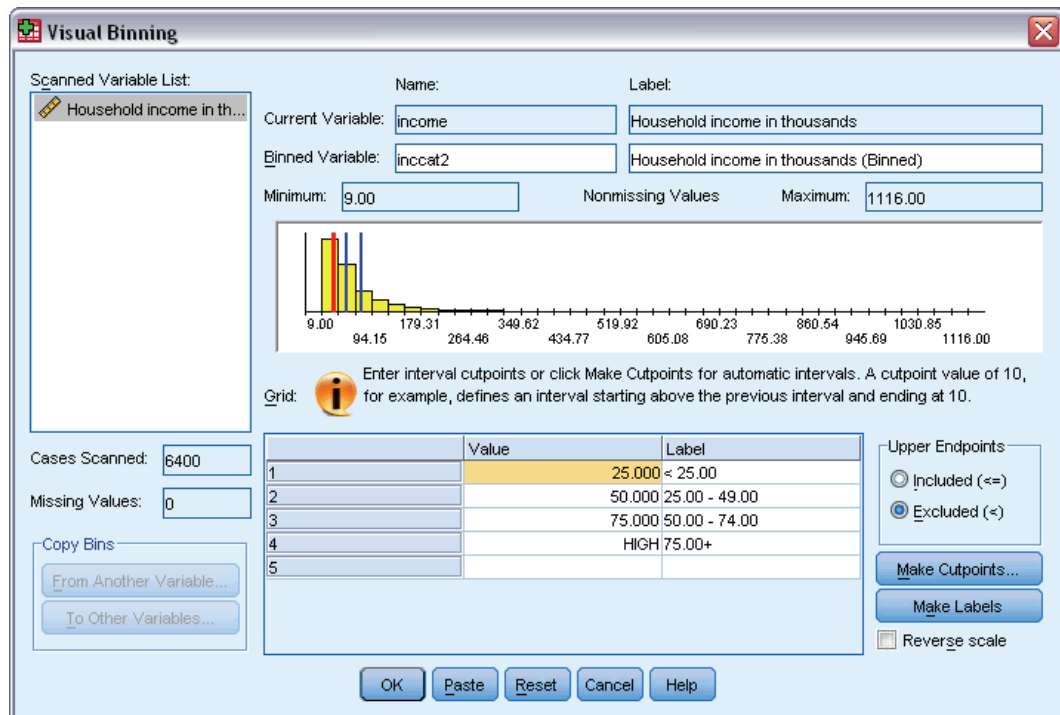 Visual Binning
Scanned Variable List:
Household income in th...
Name:
Label:
Current Variable:
income
Household income in thousands
Binned Variable:
inccat2
Household income in thousands (Binned)
Minimum:
9.00
Nonmissing Values
Maximum:
1116.00
9.00
179.31
349.62
519.92
690.23
860.54
1030.85
94.15
264.46
434.77
605.08
775.38
945.69
1116.00
Grid:
Enter interval cutpoints or click Make Cutpoints for automatic intervals. A cutpoint value of 10,
for example, defines an interval starting above the previous interval and ending at 10.
Value
Label
1
25.000
< 25.00
2
50.000
25.00 - 49.00
3
75.000
50.00 - 74.00
4
HIGH
75.00+
5
Cases Scanned:
6400
Missing Values:
0
Copy Bins
From Another Variable...
To Other Variables...
Upper Endpoints
Included (<=)
Excluded (<)
Make Cutpoints...
Make Labels
Reverse scale
OK
Paste
Reset
Cancel
Help